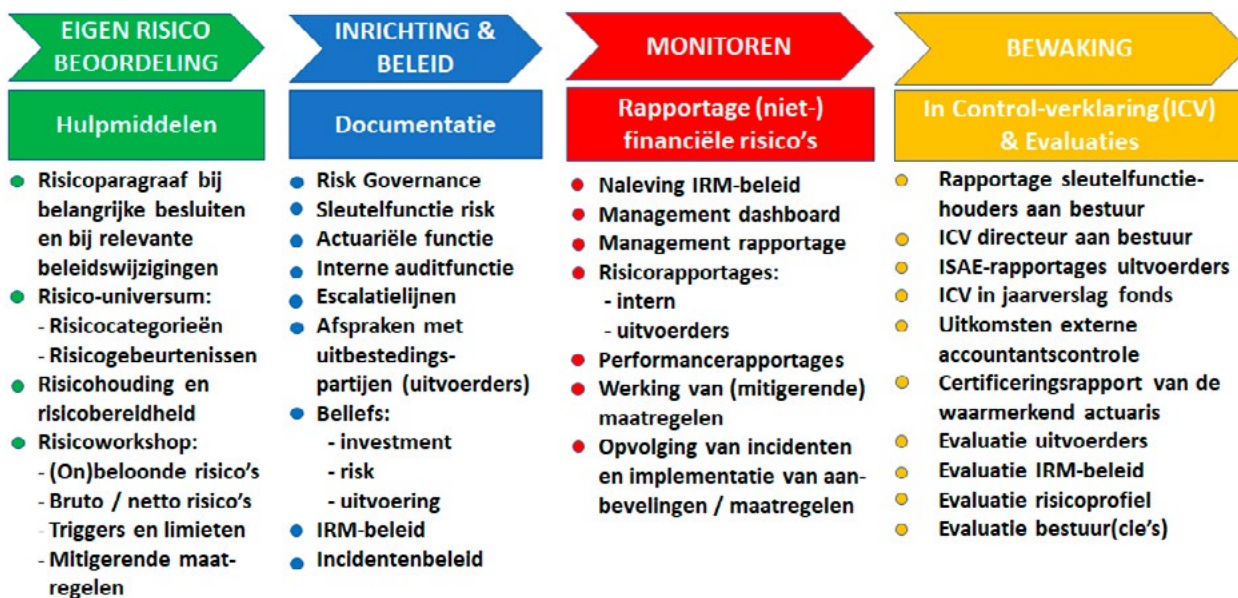 EIGEN RISICO
BEOORDELING
Hulpmiddelen
Risicoparagraaf bij
belangrijke besluiten
en bij relevante
beleidswijzigingen
Risico-universum:
- Risicocategorieën
- Risicogebeurtenissen
Risicohouding en
risicobereidheid
Risicoworkshop:
- (On)beloonde risico's
- Bruto / netto risico's
- Triggers en limieten
- Mitigerende maat-
regelen
INRICHTING &
BELEID
Documentatie
Risk Governance
Sleutelfunctie risk
Actuariële functie
Interne auditfunctie
Escalatielijnen
Afspraken met
uitbestedings-
partijen (uitvoerders)
Beliefs:
- investment
- risk
- uitvoering
IRM-beleid
Incidentenbeleid
MONITOREN
Rapportage (niet-)
financiële risico's
Naleving IRM-beleid
Management dashboard
Management rapportage
Risicorapportages:
- intern
- uitvoerders
Performancerapportages
Werking van (mitigerende)
maatregelen
Opvolging van incidenten
en implementatie van aan-
bevelingen / maatregelen
BEWAKING
In Control-verklaring (ICV)
& Evaluaties
Rapportage sleutelfunctie-
houders aan bestuur
ICV directeur aan bestuur
ISAE-rapportages uitvoerders
ICV in jaarverslag fonds
Uitkomsten externe
accountantscontrole
Certificeringsrapport van de
waarmerkend actuaris
Evaluatie uitvoerders
Evaluatie IRM-beleid
Evaluatie risicoprofiel
Evaluatie bestuur(cie's)